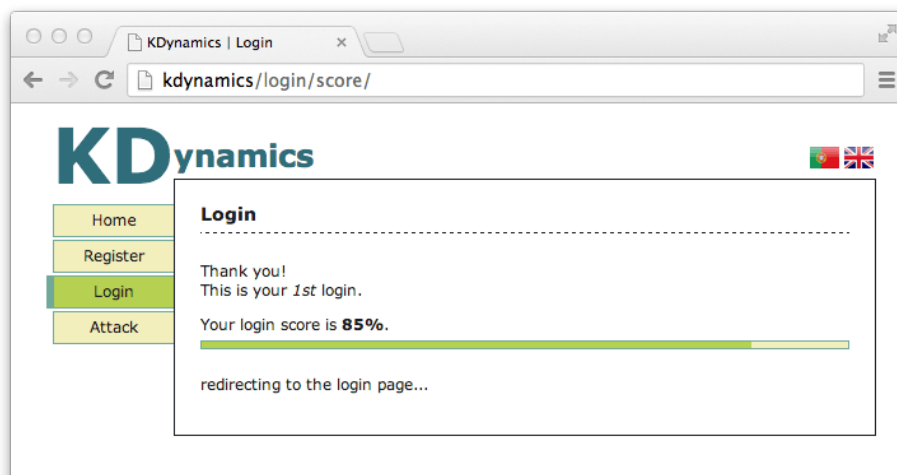 KDynamics | Login
kdynamics/login/score/
KDynamics
Home
Register
Login
Attack
Login
Thank you!
This is your 1st login.
Your login score is 85%.
redirecting to the login page...